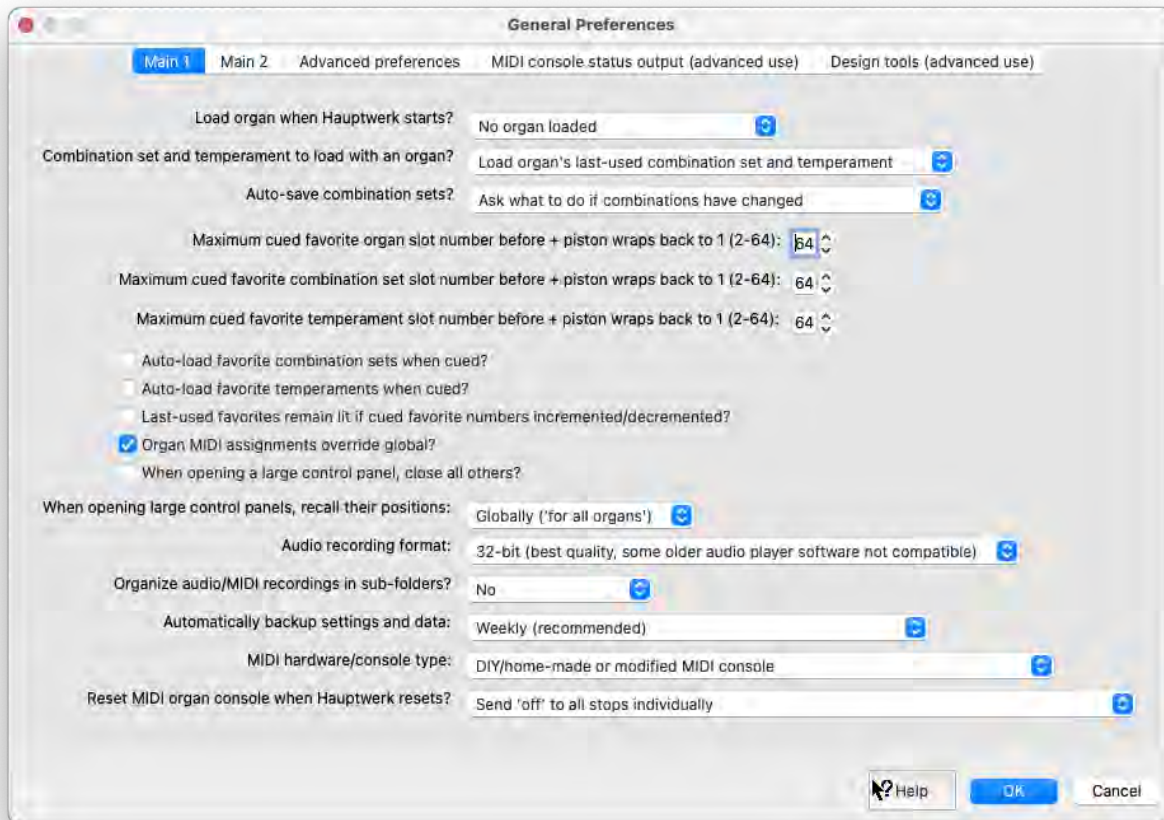 General Preferences
Main 1 Main 2 Advanced preferences MIDI console status output (advanced use) Design tools (advanced use)
Load organ when Hauptwerk starts? No organ loaded
Combination set and temperament to load with an organ? Load organ's last-used combination set and temperament
Auto-save combination sets? Ask what to do if combinations have changed
Maximum cued favorite organ slot number before + piston wraps back to 1 (2-64): 64
Maximum cued favorite combination set slot number before + piston wraps back to 1 (2-64): 64
Maximum cued favorite temperament slot number before + piston wraps back to 1 (2-64): 64
Auto-load favorite combination sets when cued?
Auto-load favorite temperaments when cued?
Last-used favorites remain lit if cued favorite numbers incremented/decremented?
Organ MIDI assignments override global?
When opening a large control panel, close all others?
When opening large control panels, recall their positions: Globally ('for all organs')
Audio recording format: 32-bit (best quality, some older audio player software not compatible)
Organize audio/MIDI recordings in sub-folders? No
Automatically backup settings and data: Weekly (recommended)
MIDI hardware/console type: DIY/home-made or modified MIDI console
Reset MIDI organ console when Hauptwerk resets? Send 'off' to all stops individually
? Help OK Cancel